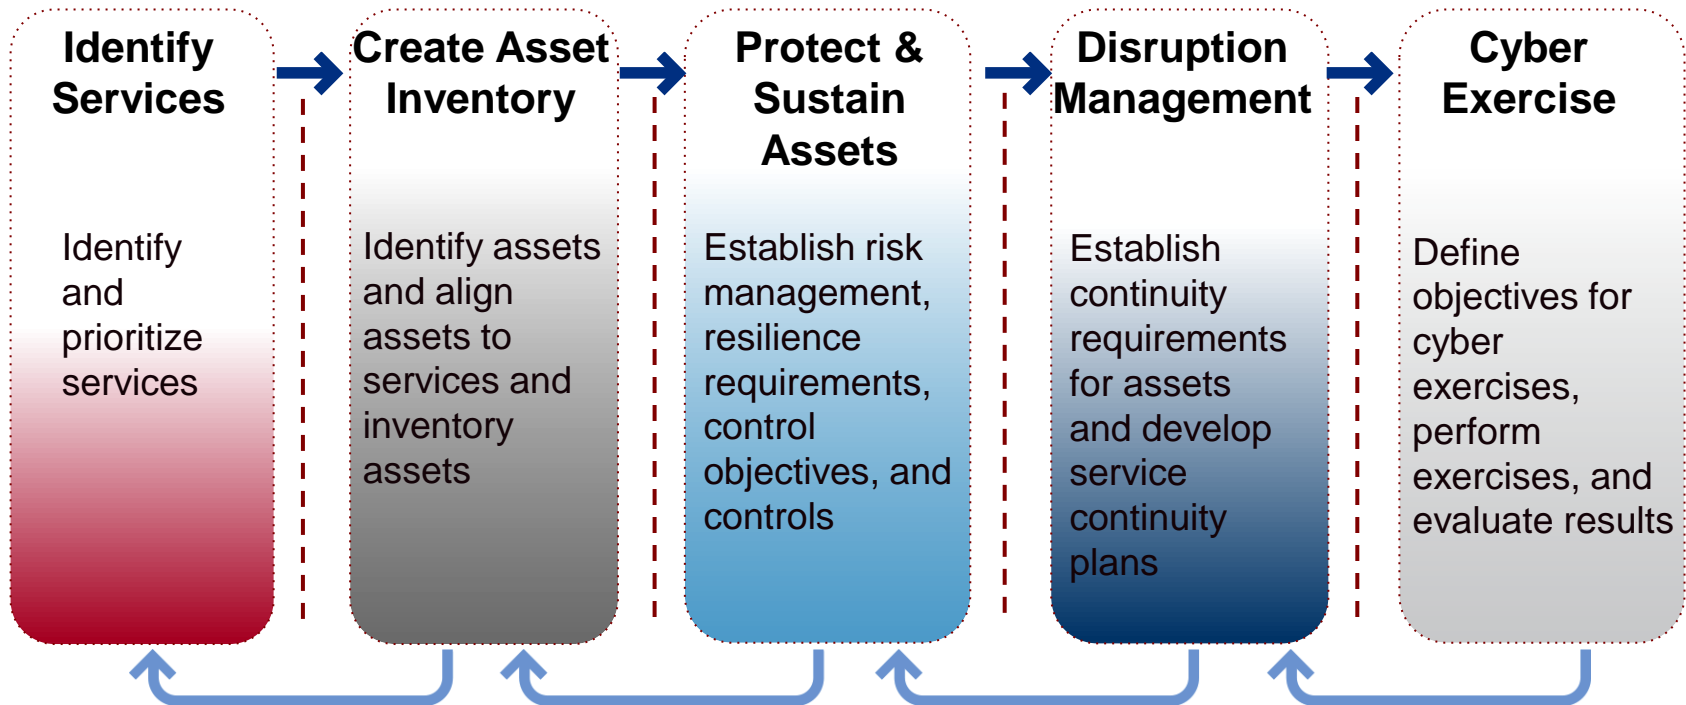 Identify
Services
Identify
and
prioritize
services
Create Asset
Inventory
Identify assets
and align
assets to
services and
inventory
assets
Protect &
Sustain
Assets
Establish risk
management,
resilience
requirements,
control
objectives, and
controls
Disruption
Management
Establish
continuity
requirements
for assets
and develop
service
continuity
plans
Cyber
Exercise
Define
objectives for
cyber
exercises,
perform
exercises, and
evaluate results